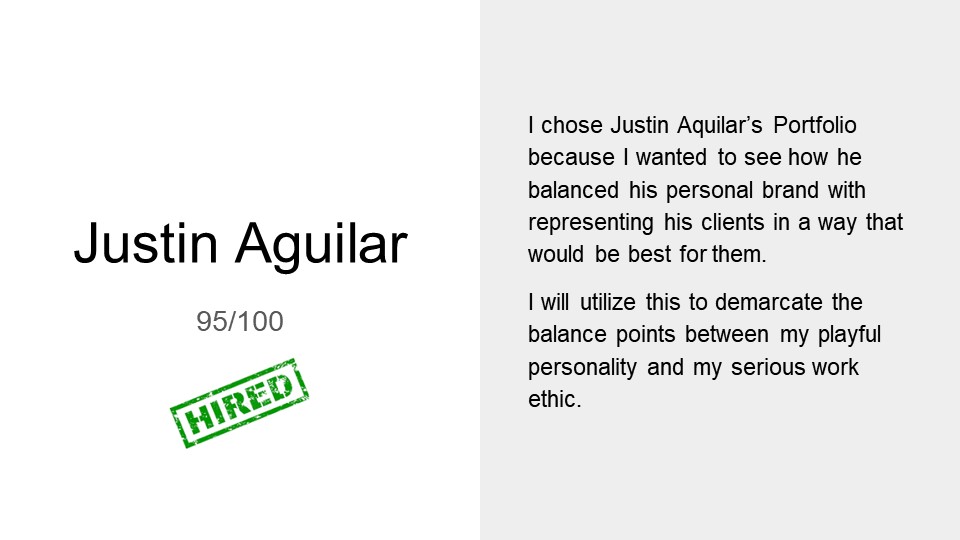 Justin Aguilar
95/100
HIRED
I chose Justin Aquilar’s Portfolio
because I wanted to see how he
balanced his personal brand with
representing his clients in a way that
would be best for them.
I will utilize this to demarcate the
balance points between my playful
personality and my serious work
ethic.